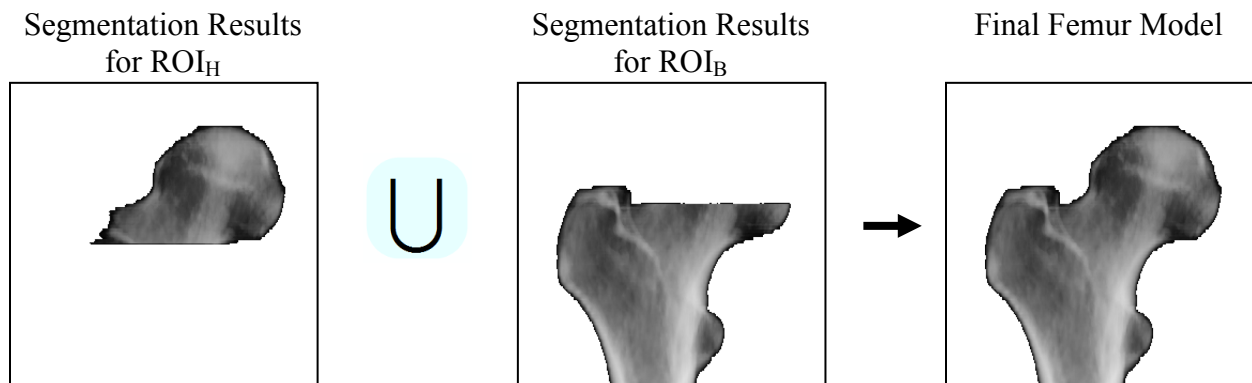 Segmentation Results
for ROI_H
Segmentation Results
for ROI_B
Final Femur Model
∪